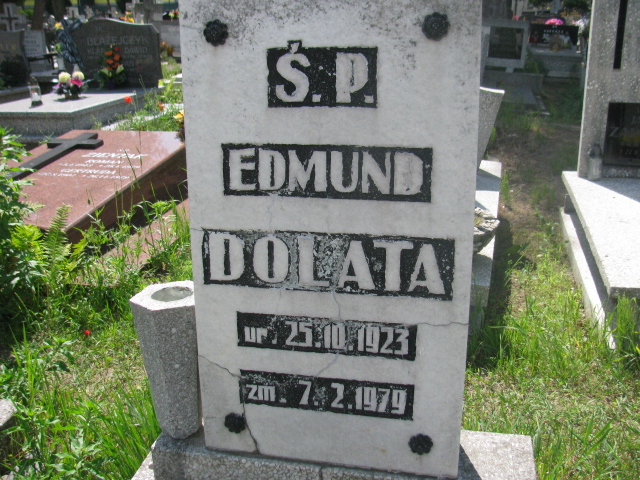 Ś.P.
EDMUND
DOLATA
ur. 25.10.1923
zm. 7.2.1979